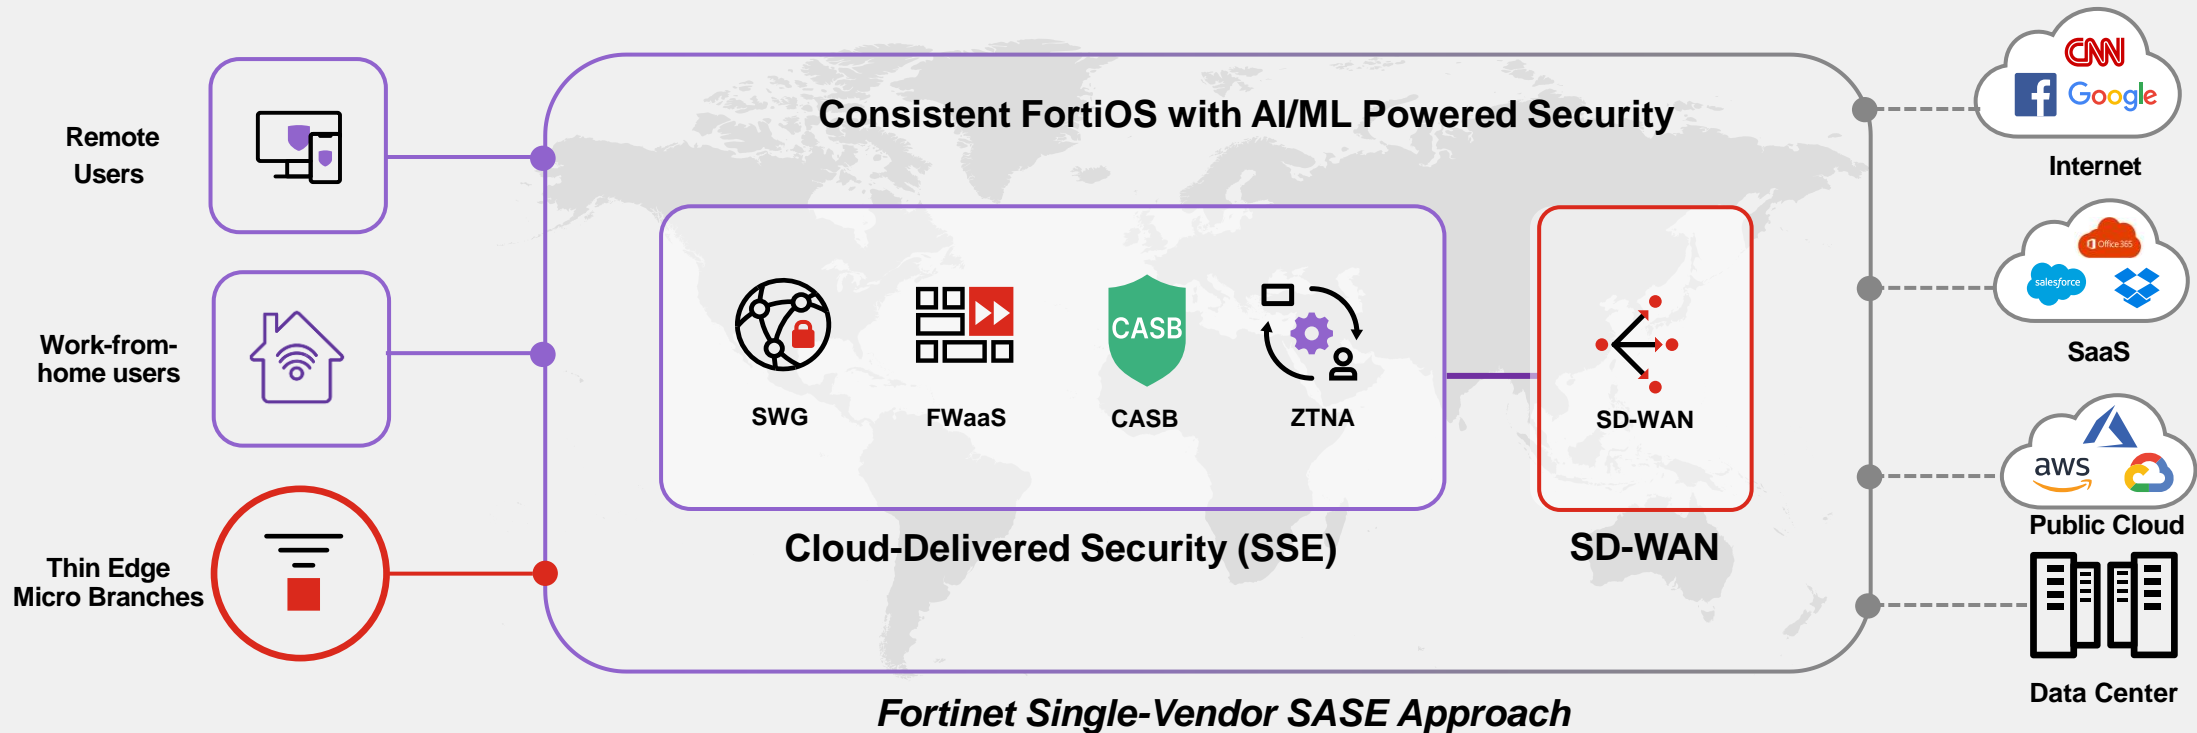 Consistent FortiOS with AI/ML Powered Security
Remote
Users
Work-from-
home users
Thin Edge
Micro Branches
CASB
SWG
FWaaS
CASB
ZTNA
SD-WAN
Cloud-Delivered Security (SSE)
SD-WAN
CNN
f Google
Internet
Office 365
salesforce
SaaS
aws
Public Cloud
Data Center
Fortinet Single-Vendor SASE Approach